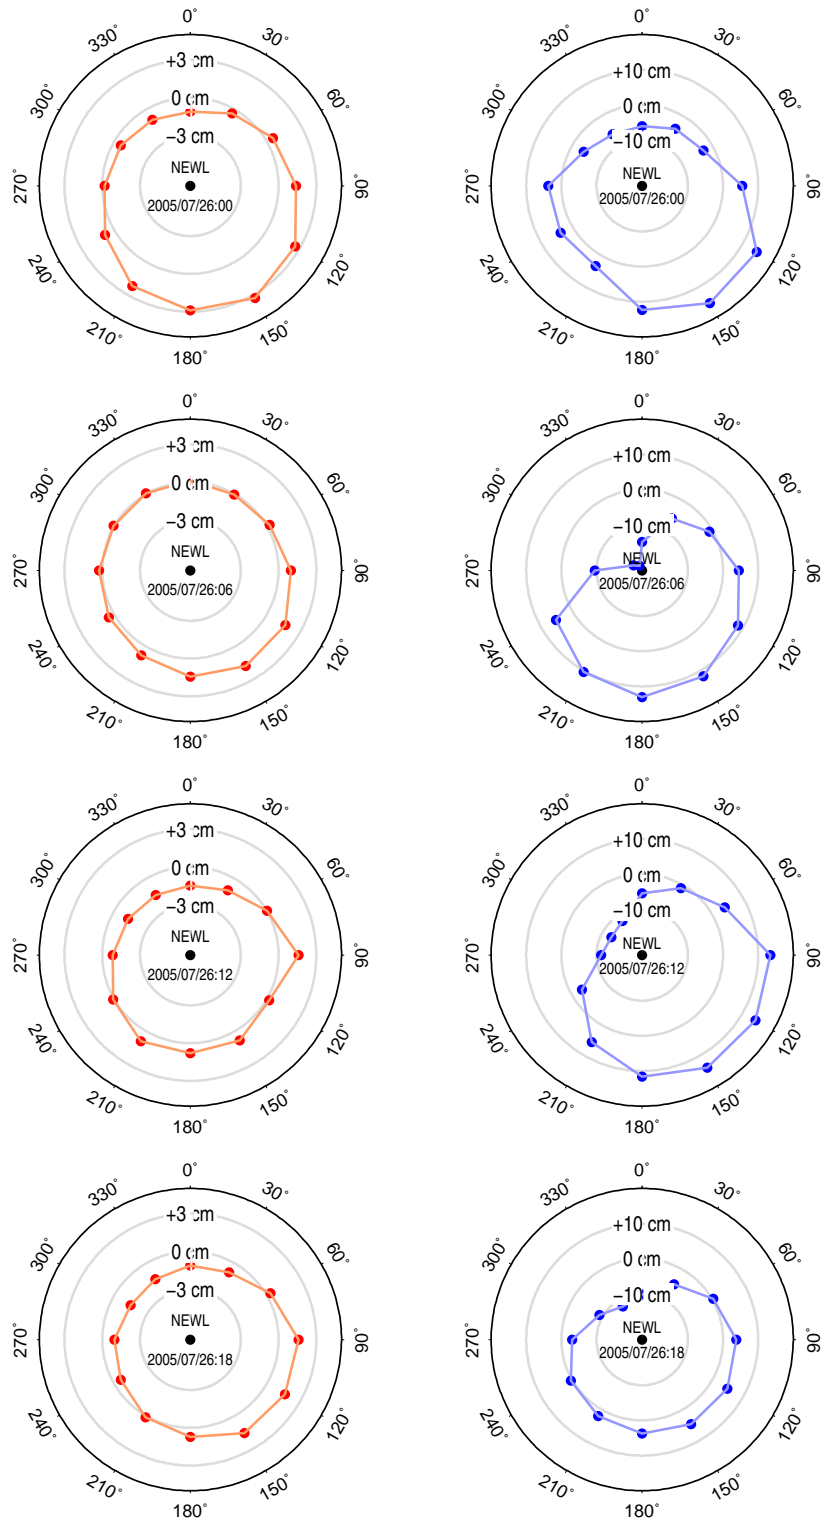 0° 0°
330° 30° 330° 30°
+3 cm +10 cm
300° 0 cm 60° 300° 0 cm 60°
−3 cm −10 cm
NEWL NEWL
270° 90° 270° 90°
2005/07/26:00 2005/07/26:00
240° 120° 240° 120°
210° 150° 210° 150°
180° 180°
0° 0°
330° 30° 330° 30°
+3 cm +10 cm
300° 0 cm 60° 300° 0 cm 60°
−3 cm −10 cm
NEWL NEWL
270° 90° 270° 90°
2005/07/26:06 2005/07/26:06
240° 120° 240° 120°
210° 150° 210° 150°
180° 180°
0° 0°
330° 30° 330° 30°
+3 cm +10 cm
300° 0 cm 60° 300° 0 cm 60°
−3 cm −10 cm
NEWL NEWL
270° 90° 270° 90°
2005/07/26:12 2005/07/26:12
240° 120° 240° 120°
210° 150° 210° 150°
180° 180°
0° 0°
330° 30° 330° 30°
+3 cm +10 cm
300° 0 cm 60° 300° 0 cm 60°
−3 cm −10 cm
NEWL NEWL
270° 90° 270° 90°
2005/07/26:18 2005/07/26:18
240° 120° 240° 120°
210° 150° 210° 150°
180° 180°